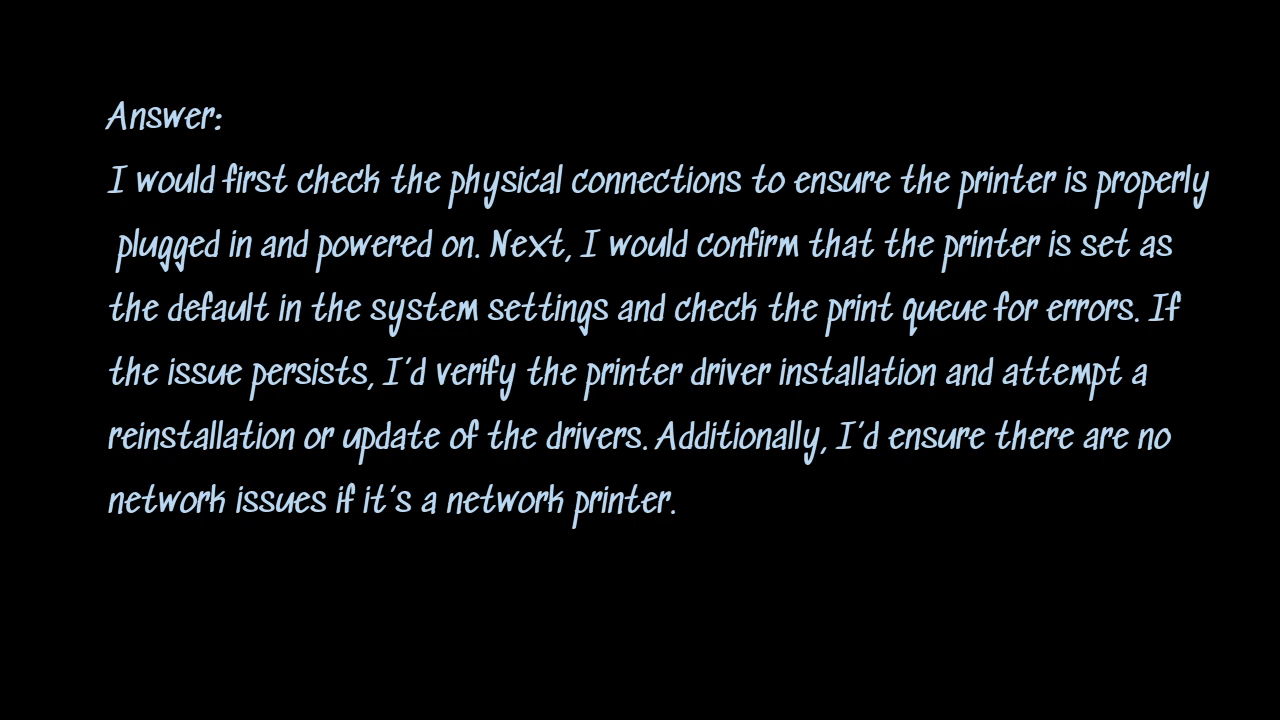 Answer:
I would first check the physical connections to ensure the printer is properly
plugged in and powered on. Next, I would confirm that the printer is set as
the default in the system settings and check the print queue for errors. If
the issue persists, I'd verify the printer driver installation and attempt a
reinstallation or update of the drivers. Additionally, I'd ensure there are no
network issues if it's a network printer.